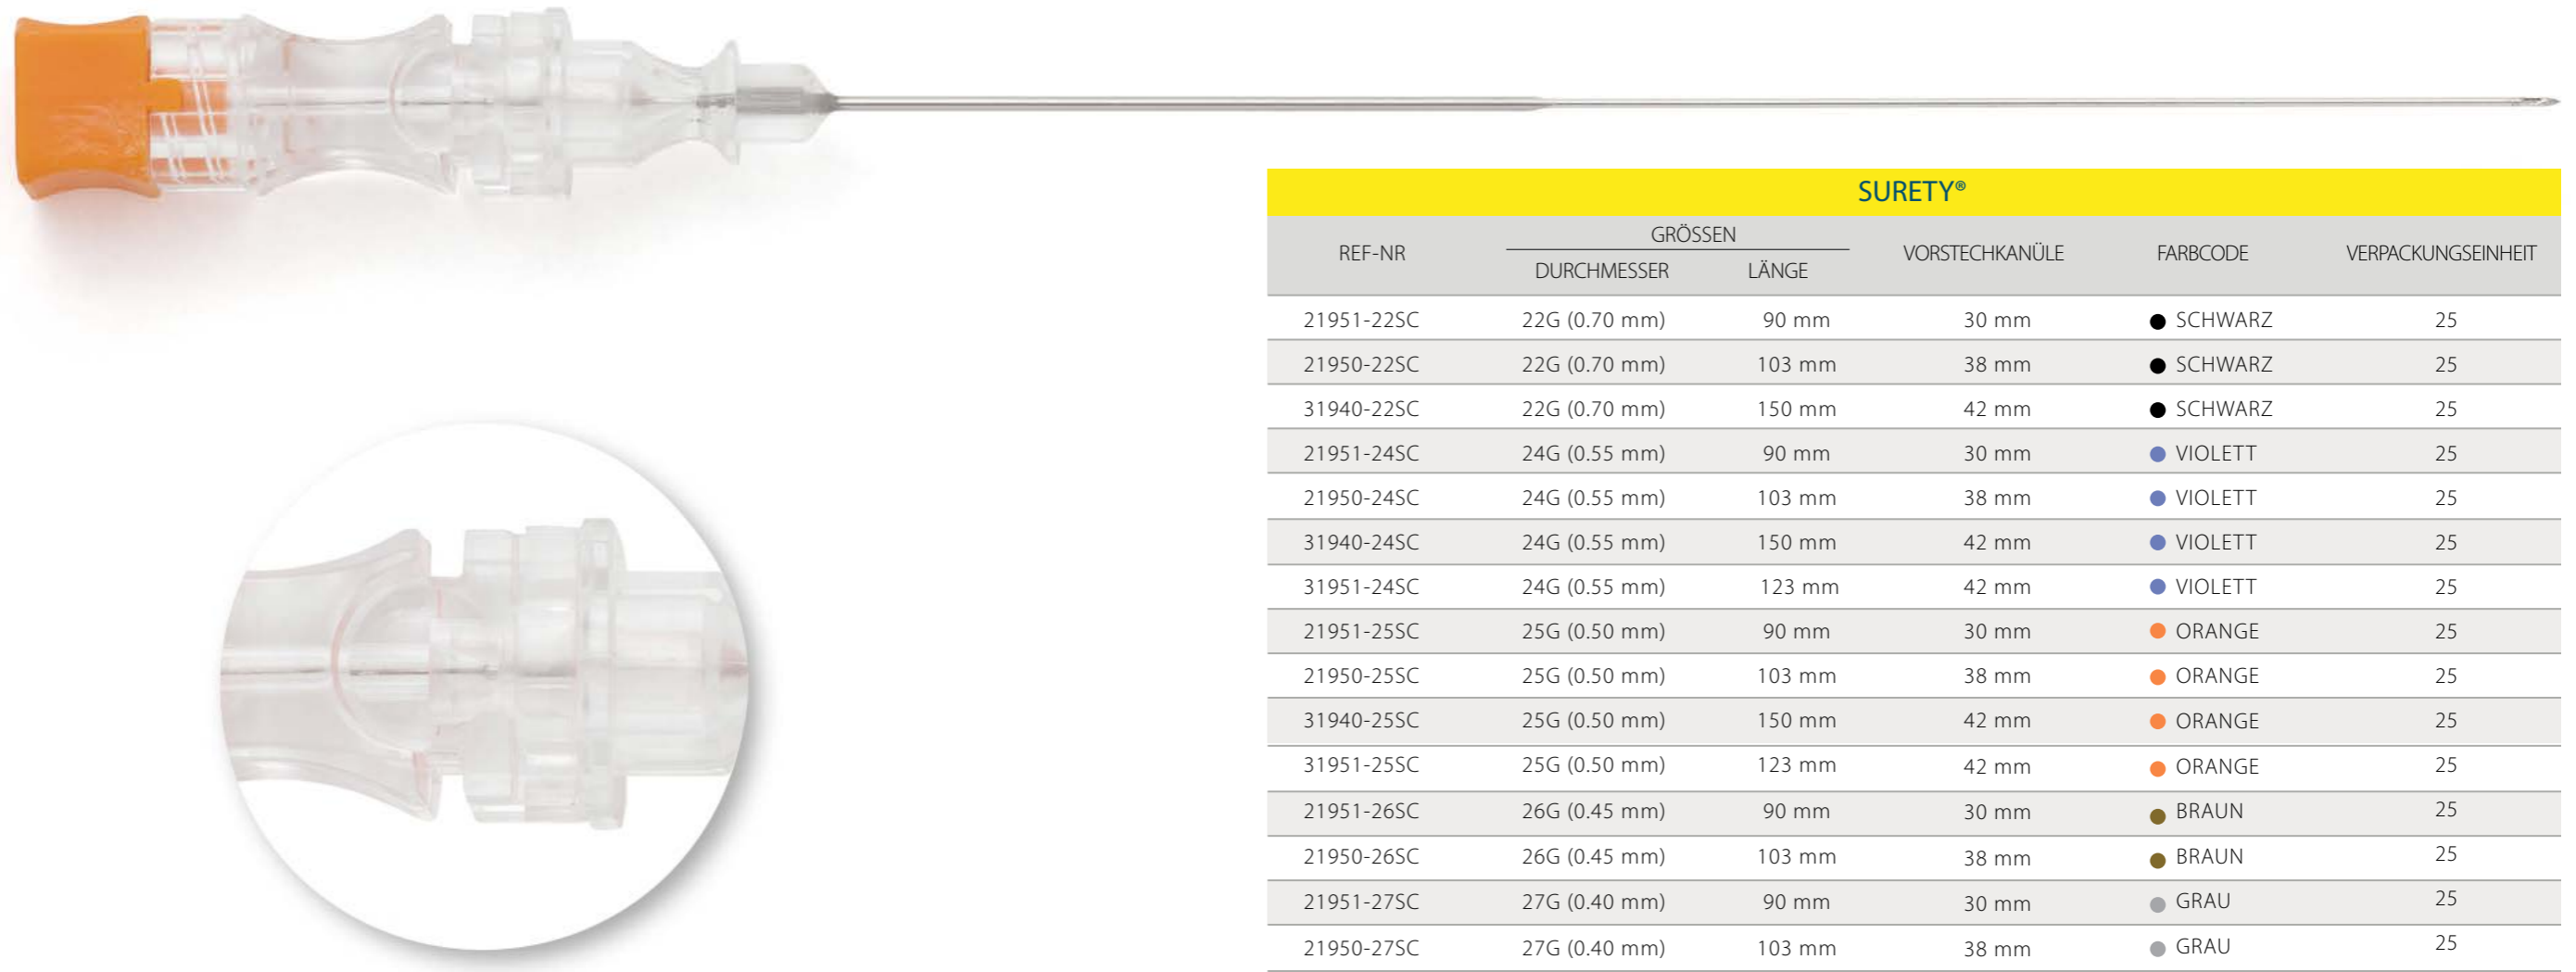 SURETY®
REF-NR GRÖSSEN VORSTECHKANÜLE FARBCODE VERPACKUNGSEINHEIT
DURCHMESSER LÄNGE
21951-22SC 22G (0.70 mm) 90 mm 30 mm SCHWARZ 25
21950-22SC 22G (0.70 mm) 103 mm 38 mm SCHWARZ 25
31940-22SC 22G (0.70 mm) 150 mm 42 mm SCHWARZ 25
21951-24SC 24G (0.55 mm) 90 mm 30 mm VIOLETT 25
21950-24SC 24G (0.55 mm) 103 mm 38 mm VIOLETT 25
31940-24SC 24G (0.55 mm) 150 mm 42 mm VIOLETT 25
31951-24SC 24G (0.55 mm) 123 mm 42 mm VIOLETT 25
21951-25SC 25G (0.50 mm) 90 mm 30 mm ORANGE 25
21950-25SC 25G (0.50 mm) 103 mm 38 mm ORANGE 25
31940-25SC 25G (0.50 mm) 150 mm 42 mm ORANGE 25
31951-25SC 25G (0.50 mm) 123 mm 42 mm ORANGE 25
21951-26SC 26G (0.45 mm) 90 mm 30 mm BRAUN 25
21950-26SC 26G (0.45 mm) 103 mm 38 mm BRAUN 25
21951-27SC 27G (0.40 mm) 90 mm 30 mm GRAU 25
21950-27SC 27G (0.40 mm) 103 mm 38 mm GRAU 25